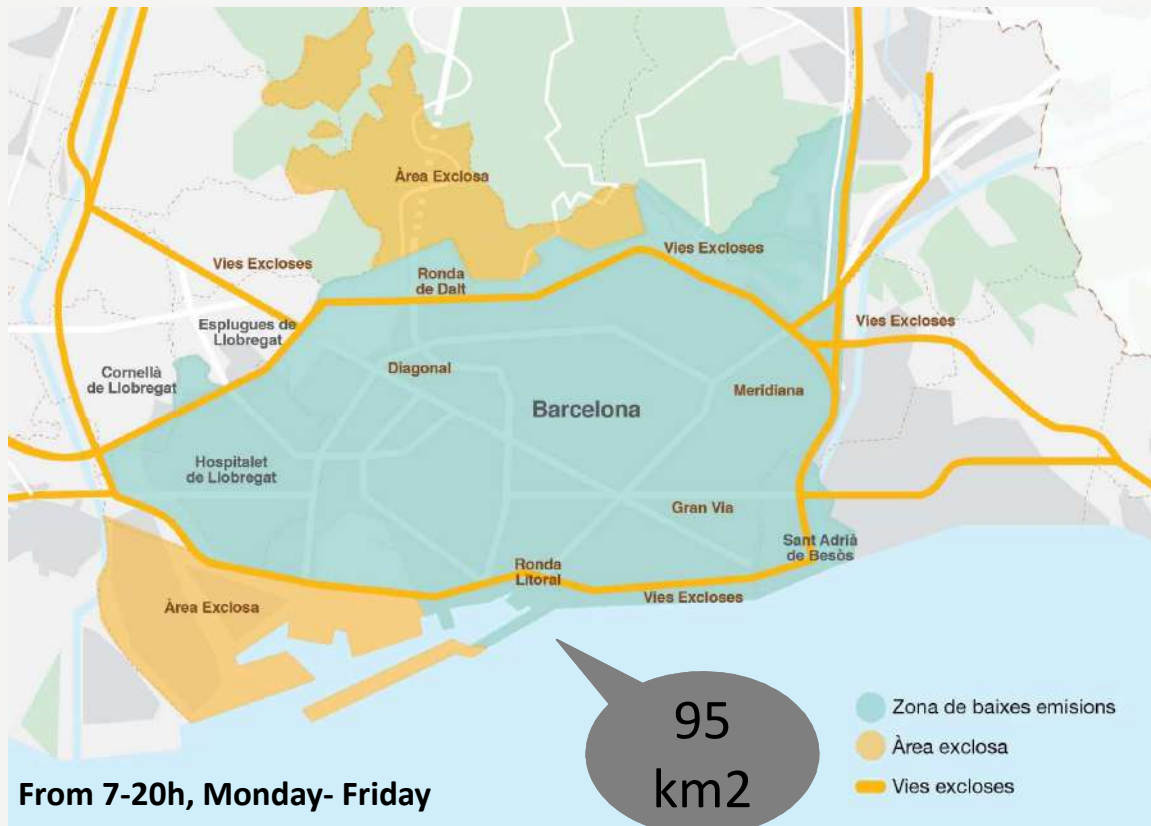 Àrea Exclosa
Vies Excloses
Vies Excloses
Ronda
de Dalt
Esplugues de
Llobregat
Vies Excloses
Cornellà
de Llobregat
Diagonal
Meridiana
Barcelona
Hospitalet
de Llobregat
Gran Via
Sant Adrià
de Besòs
Ronda
Litoral
Vies Excloses
Àrea Exclosa
95
km2
Zona de baixes emisions
Àrea exclosa
Vies excloses
From 7-20h, Monday- Friday